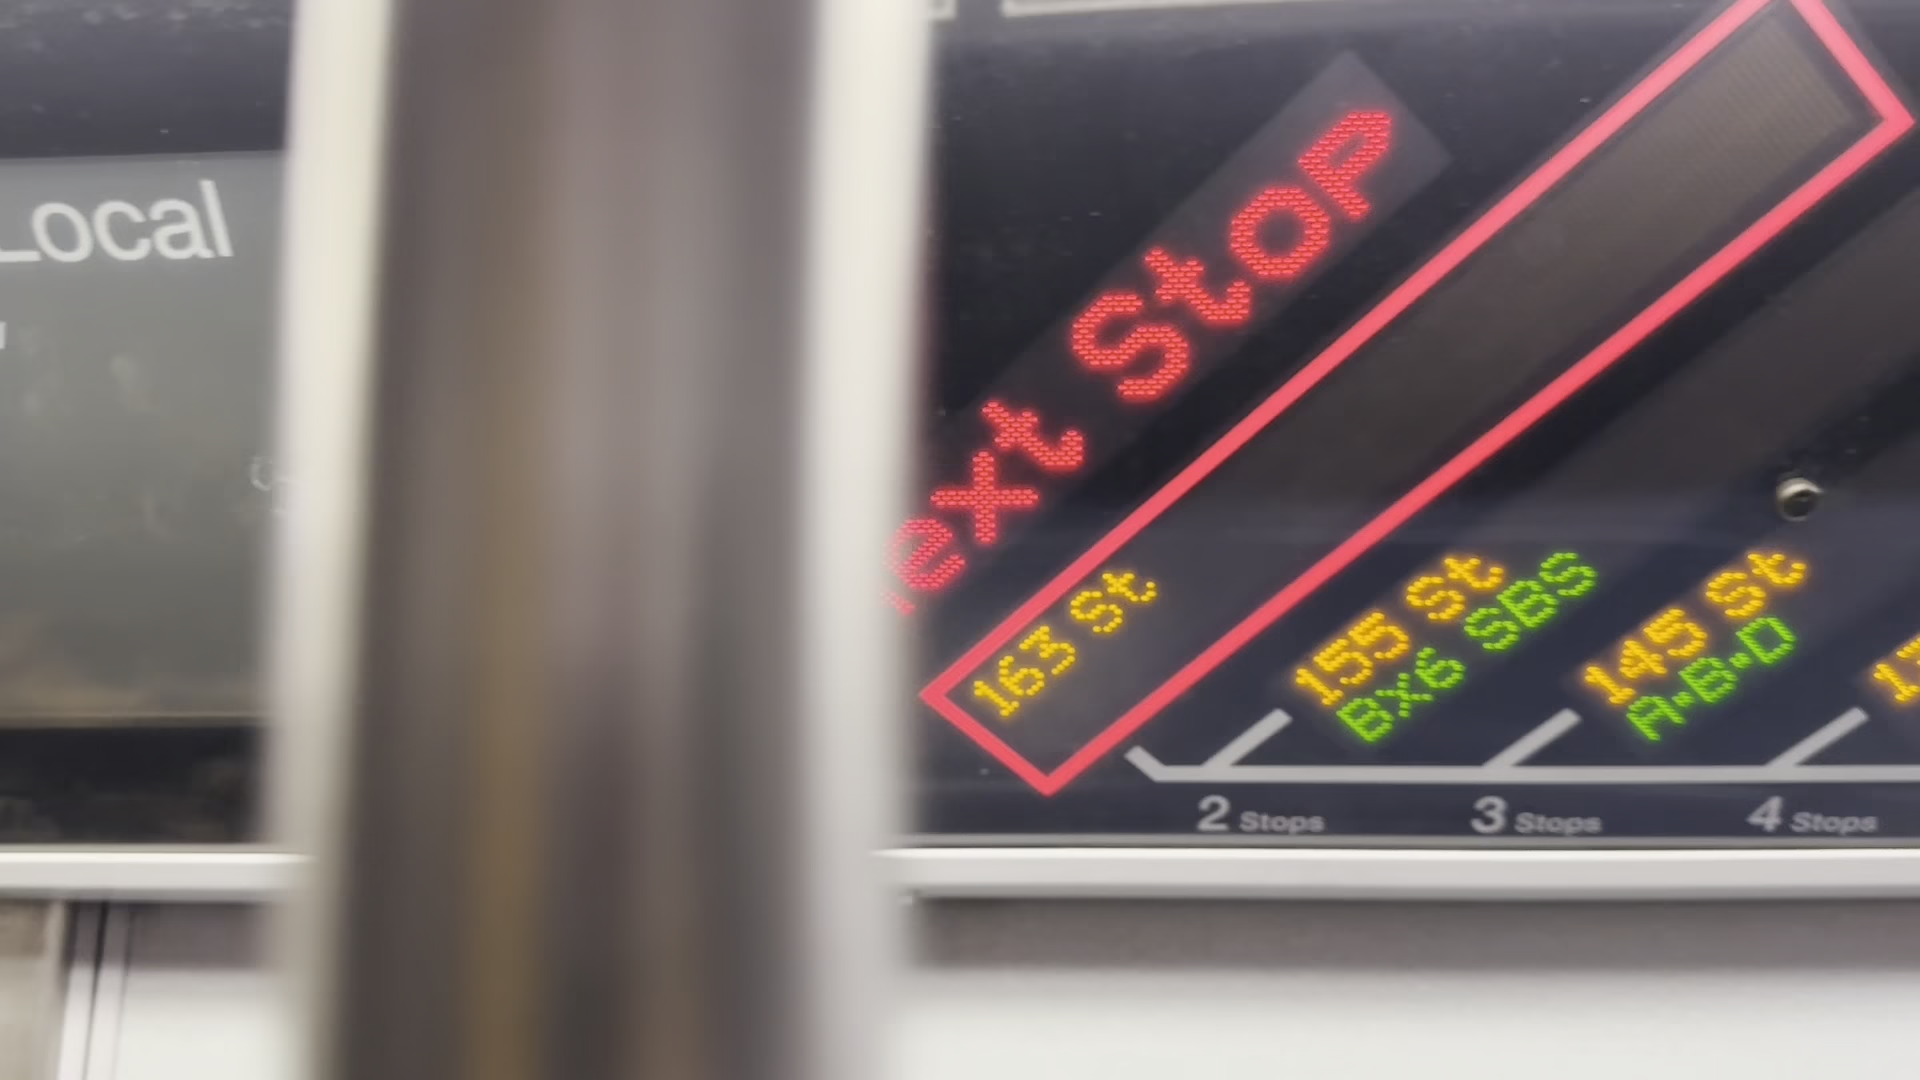 Local
ext Stop
163 St
155 St
BX6 SBS
145 St
A-B-D
2 Stops
3 Stops
4 Stops